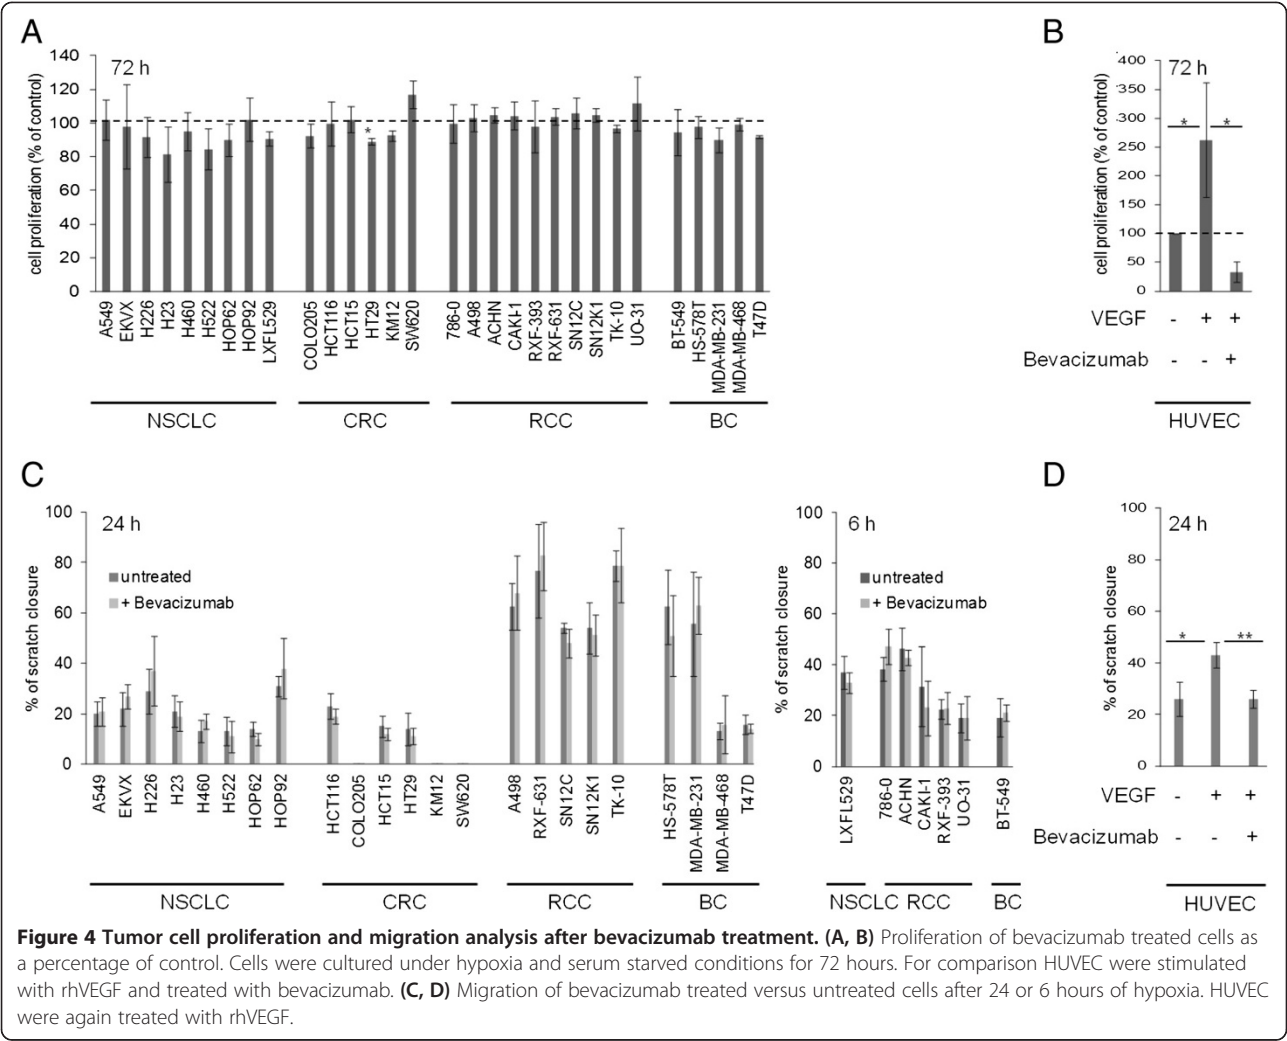 A
140
120
100
80
60
40
20
0
cell proliferation (% of control)
72 h
*
A549
EKVX
H226
H23
H460
H522
HOP62
HOP92
LXFL529
COLO205
HCT116
HCT15
HT29
KM12
SW620
786-0
A498
ACHN
CAKI-1
RXF-393
RXF-631
SN12C
SN12K1
TK-10
UO-31
BT-549
HS-578T
MDA-MB-231
MDA-MB-468
T47D
NSCLC CRC RCC BC
B
400
350
300
250
200
150
100
50
0
cell proliferation (% of control)
72 h
* *
VEGF - + +
Bevacizumab - - +
HUVEC
C
100
80
60
40
20
0
% of scratch closure
24 h
untreated
+ Bevacizumab
A549
EKVX
H226
H23
H460
H522
HOP62
HOP92
HCT116
COLO205
HCT15
HT29
KM12
SW620
A498
RXF-631
SN12C
SN12K1
TK-10
HS-578T
MDA-MB-231
MDA-MB-468
T47D
NSCLC CRC RCC BC
100
80
60
40
20
0
% of scratch closure
6 h
untreated
+ Bevacizumab
LXFL529
786-0
ACHN
CAKI-1
RXF-393
UO-31
BT-549
NSCLC RCC BC
D
100
80
60
40
20
0
% of scratch closure
24 h
* **
VEGF - + +
Bevacizumab - - +
HUVEC
Figure 4 Tumor cell proliferation and migration analysis after bevacizumab treatment. (A, B) Proliferation of bevacizumab treated cells as
a percentage of control. Cells were cultured under hypoxia and serum starved conditions for 72 hours. For comparison HUVEC were stimulated
with rhVEGF and treated with bevacizumab. (C, D) Migration of bevacizumab treated versus untreated cells after 24 or 6 hours of hypoxia. HUVEC
were again treated with rhVEGF.